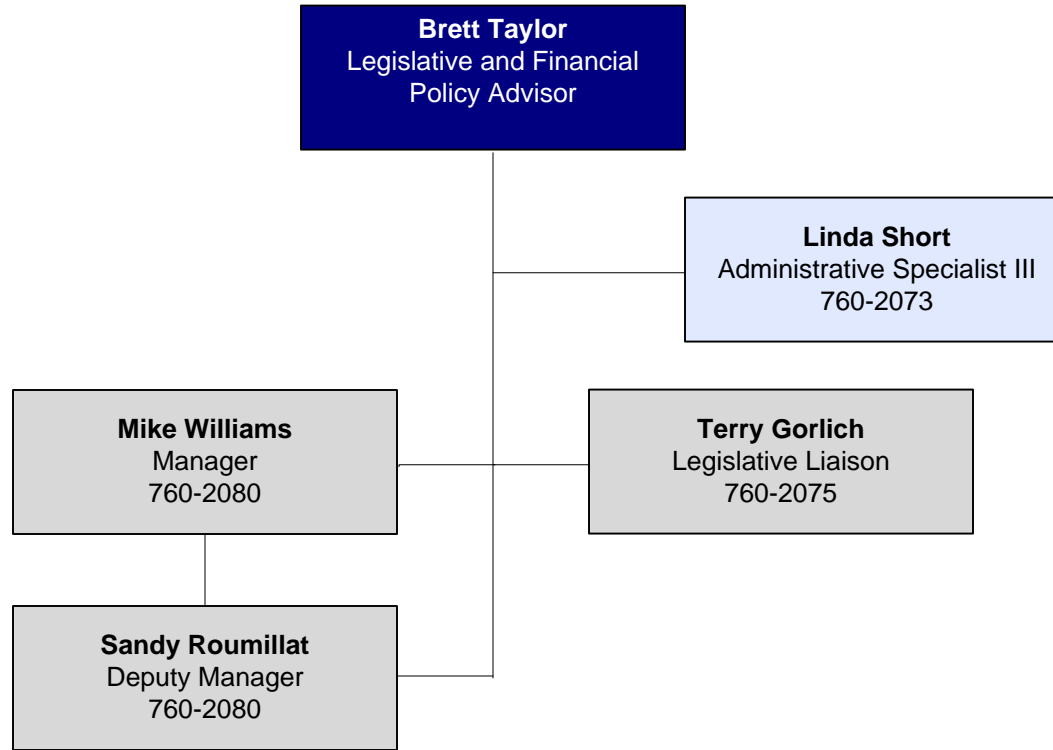 Brett Taylor
Legislative and Financial
Policy Advisor
Linda Short
Administrative Specialist III
760-2073
Mike Williams
Manager
760-2080
Terry Gorlich
Legislative Liaison
760-2075
Sandy Roumillat
Deputy Manager
760-2080